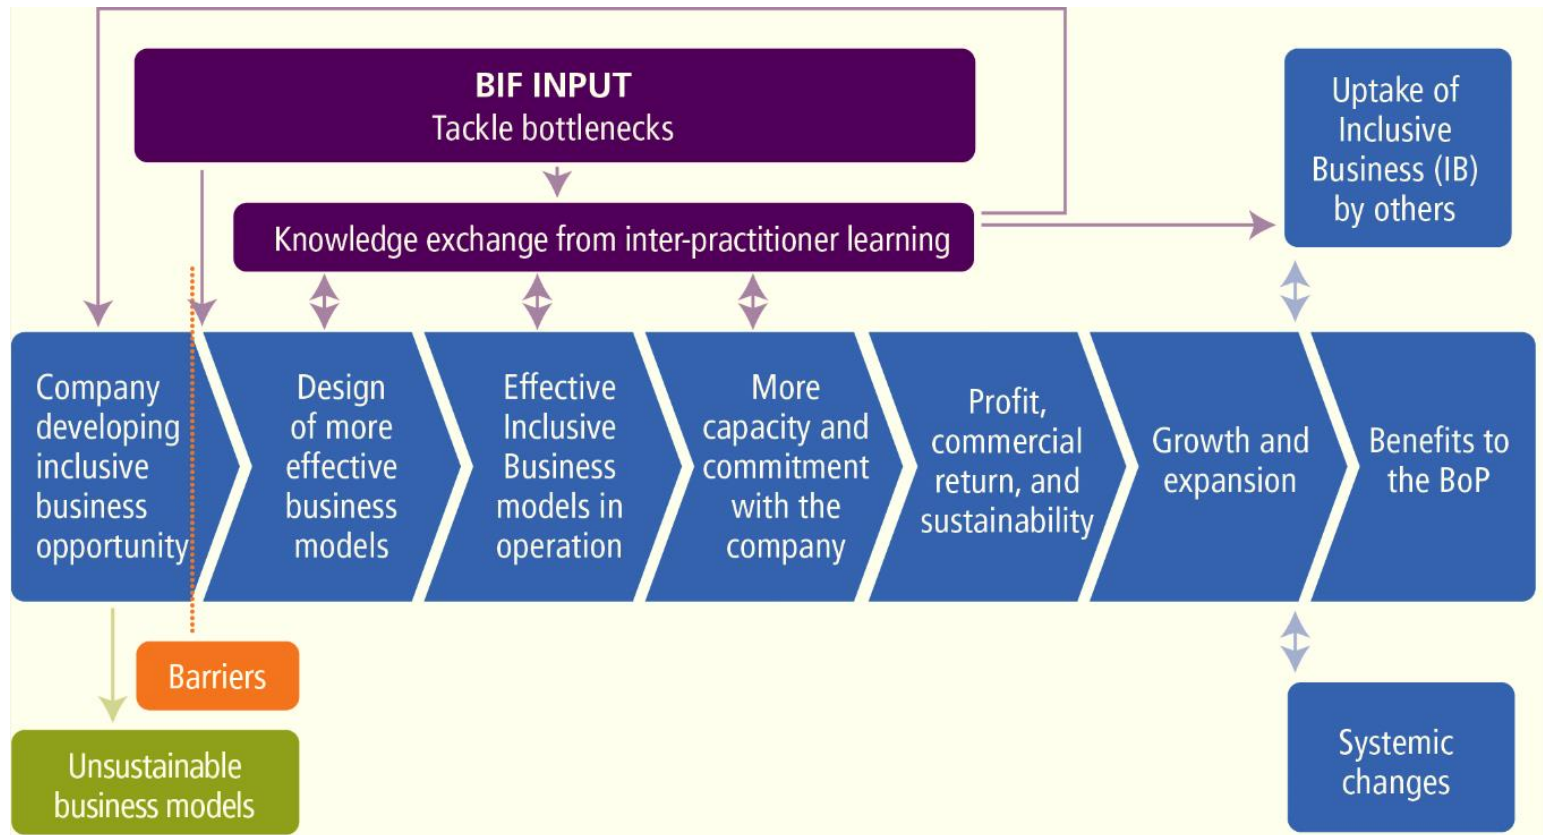 BIF INPUT
Tackle bottlenecks
Uptake of
Inclusive
Business (IB)
by others
Knowledge exchange from inter-practitioner learning
Company
developing
inclusive
business
opportunity
Design
of more
effective
business
models
Effective
Inclusive
Business
models in
operation
More
capacity and
commitment
with the
company
Profit,
commercial
return, and
sustainability
Growth and
expansion
Benefits to
the BoP
Barriers
Unsustainable
business models
Systemic
changes